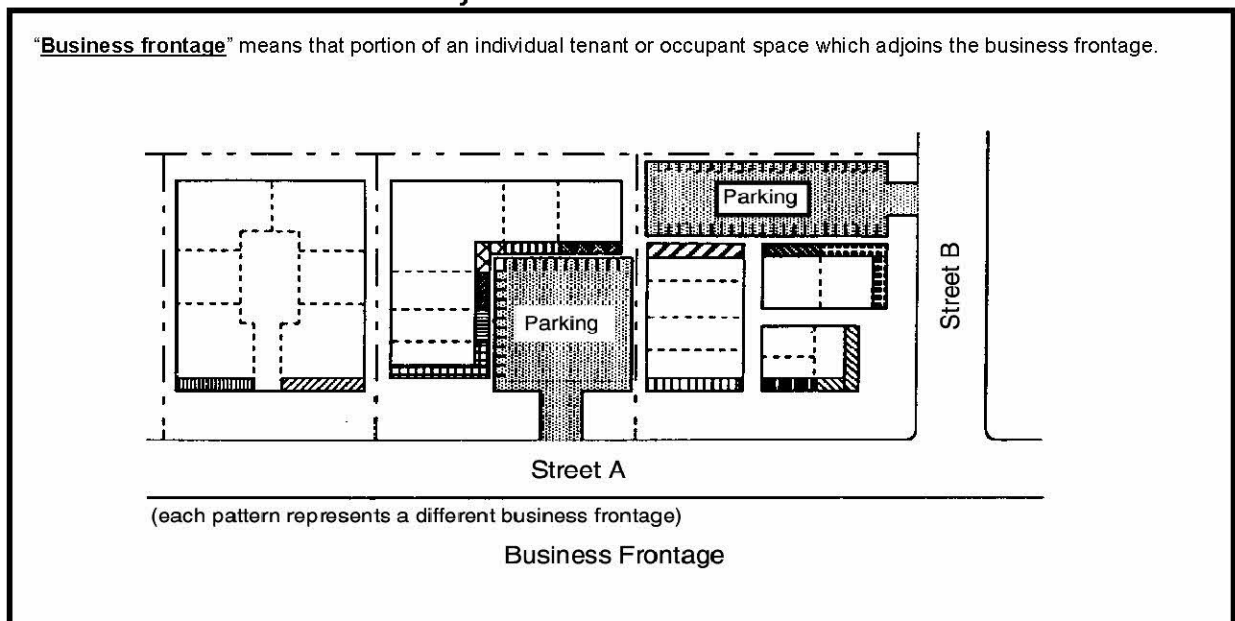 "Business frontage" means that portion of an individual tenant or occupant space which adjoins the business frontage.
Parking
Parking
Street B
Street A
(each pattern represents a different business frontage)
Business Frontage